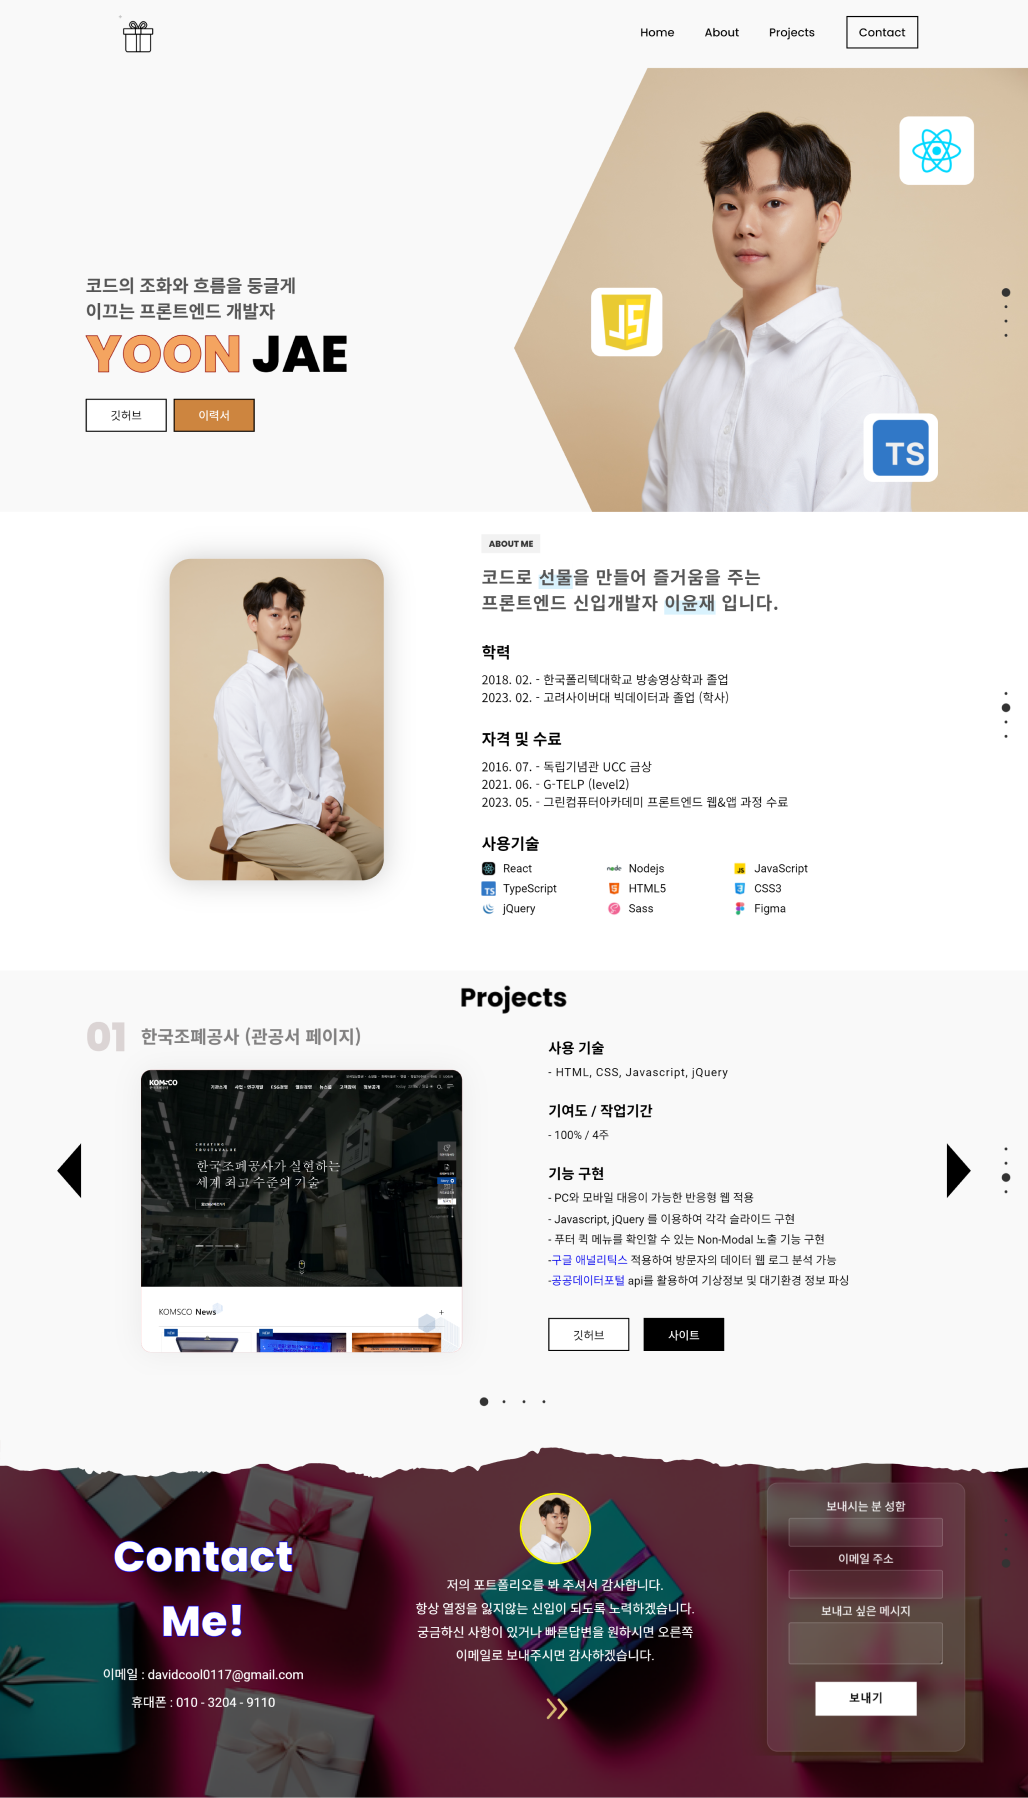 Home
About
Projects
Contact
코드의 조화와 흐름을 둥글게
이끄는 프론트엔드 개발자
YOON JAE
깃허브
이력서
JS
TS
ABOUT ME
코드로 선물을 만들어 즐거움을 주는
프론트엔드 신입개발자 이윤재 입니다.
학력
2018. 02. - 한국폴리텍대학교 방송영상학과 졸업
2023. 02. - 고려사이버대 빅데이터과 졸업 (학사)
자격 및 수료
2016. 07. - 독립기념관 UCC 금상
2021. 06. - G-TELP (level2)
2023. 05. - 그린컴퓨터아카데미 프론트엔드 웹&앱 과정 수료
사용기술
React
Nodejs
JavaScript
TypeScript
HTML5
CSS3
jQuery
Sass
Figma
Projects
01 한국조폐공사 (관공서 페이지)
KOMSCO
CREATING
TRUST&VALUE
한국조폐공사가 실현하는
세계 최고 수준의 기술
KOMSCO News
사용 기술
- HTML, CSS, Javascript, jQuery
기여도 / 작업기간
- 100% / 4주
기능 구현
- PC와 모바일 대응이 가능한 반응형 웹 적용
- Javascript, jQuery 를 이용하여 각각 슬라이드 구현
- 푸터 퀵 메뉴를 확인할 수 있는 Non-Modal 노출 기능 구현
-구글 애널리틱스 적용하여 방문자의 데이터 웹 로그 분석 가능
-공공데이터포털 api를 활용하여 기상정보 및 대기환경 정보 파싱
깃허브
사이트
Contact
Me!
이메일 : davidcool0117@gmail.com
휴대폰 : 010 - 3204 - 9110
저의 포트폴리오를 봐 주셔서 감사합니다.
항상 열정을 잃지않는 신입이 되도록 노력하겠습니다.
궁금하신 사항이 있거나 빠른답변을 원하시면 오른쪽
이메일로 보내주시면 감사하겠습니다.
보내시는 분 성함
이메일 주소
보내고 싶은 메시지
보내기